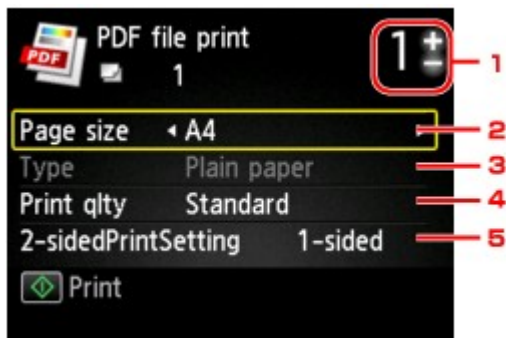 PDF file print
PDF
1
1 + −
1
Page size A4
2
Type Plain paper
3
Print qlty Standard
4
2-sidedPrintSetting 1-sided
5
Print